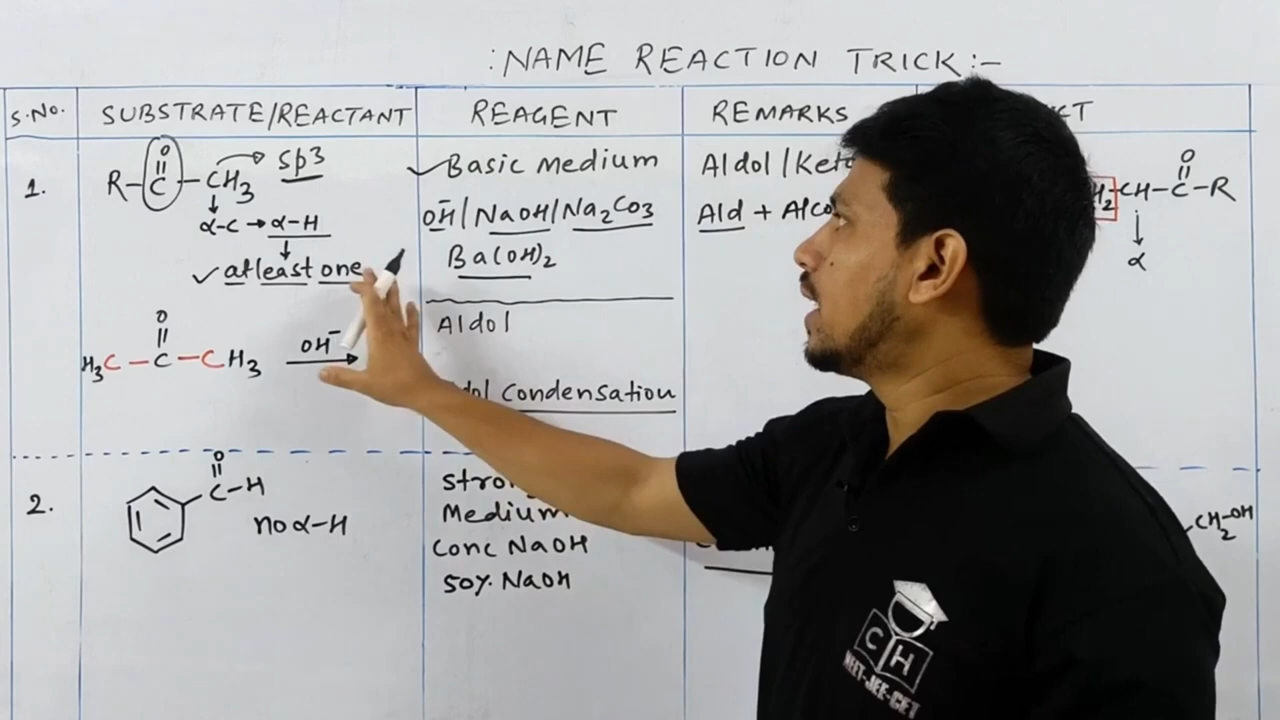 :NAME REACTION TRICK:-
S.No. SUBSTRATE/REACTANT REAGENT REMARKS
1.
O
R-C-CH3 sp3
α-C → α-H
✓ atleast one
O
H3C-C-CH3 OH⁻
✓ Basic Medium
OH⁻/NaOH/Na2Co3
Ba(OH)2
Aldol
Condensation
Aldol/
Ald +
O
CH-C-R
α
2.
O
C-H
no α-H
Medium
Conc NaOH
50%. NaOH
CH2-OH
CH
NEET-JEE-CET